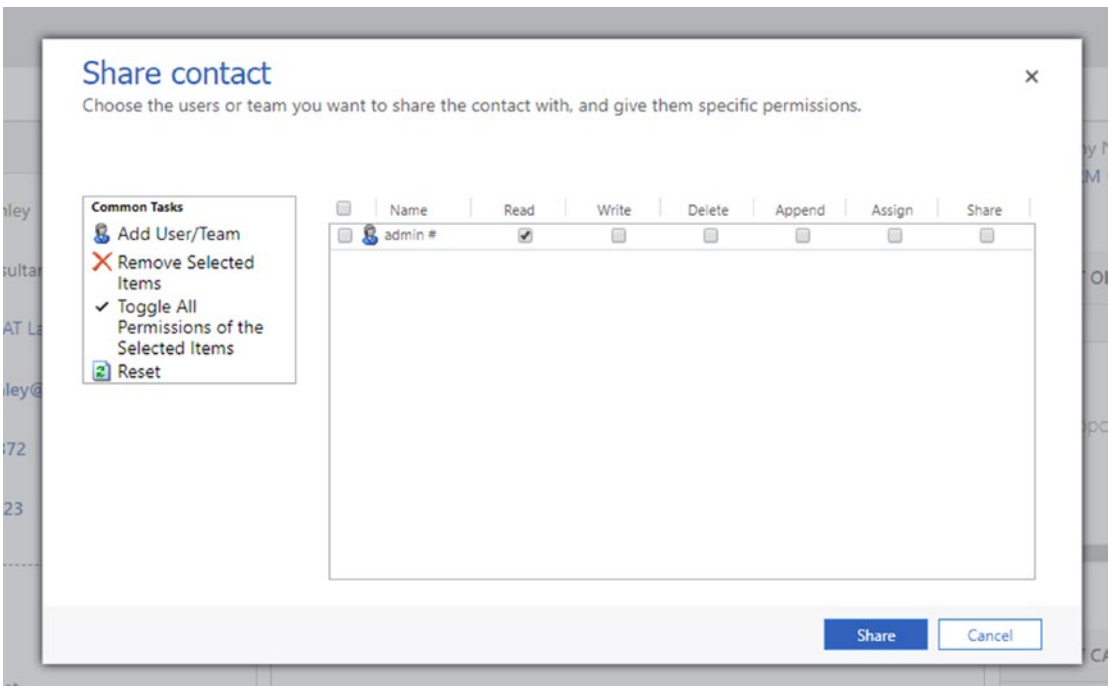 Share contact
Choose the users or team you want to share the contact with, and give them specific permissions.
Common Tasks
Add User/Team
Remove Selected
Items
Toggle All
Permissions of the
Selected Items
Reset
Name Read Write Delete Append Assign Share
admin #
Share Cancel
872
23